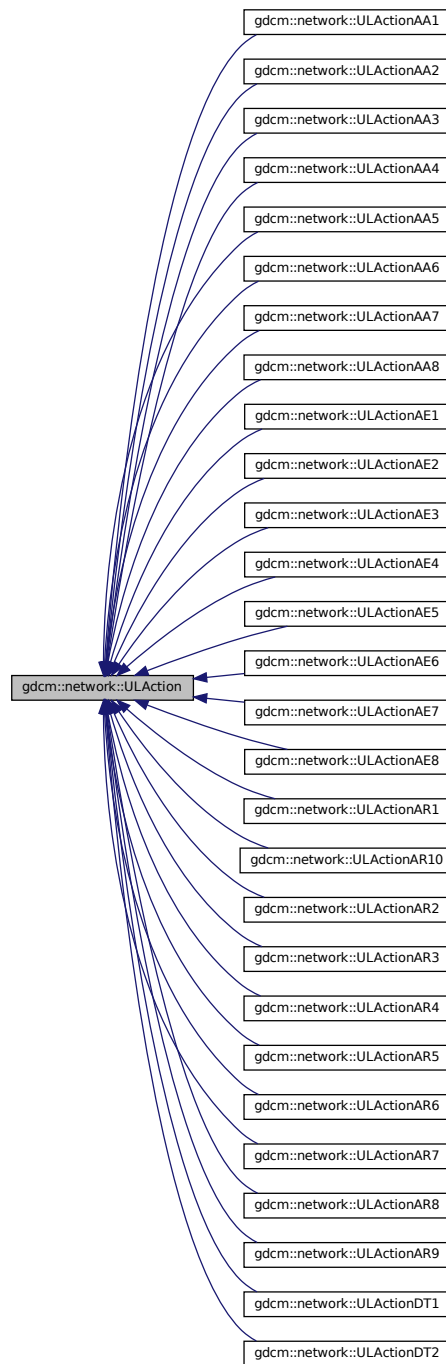 gdcm::network::ULActionAA1
gdcm::network::ULActionAA2
gdcm::network::ULActionAA3
gdcm::network::ULActionAA4
gdcm::network::ULActionAA5
gdcm::network::ULActionAA6
gdcm::network::ULActionAA7
gdcm::network::ULActionAA8
gdcm::network::ULActionAE1
gdcm::network::ULActionAE2
gdcm::network::ULActionAE3
gdcm::network::ULActionAE4
gdcm::network::ULActionAE5
gdcm::network::ULActionAE6
gdcm::network::ULAction
gdcm::network::ULActionAE7
gdcm::network::ULActionAE8
gdcm::network::ULActionAR1
gdcm::network::ULActionAR10
gdcm::network::ULActionAR2
gdcm::network::ULActionAR3
gdcm::network::ULActionAR4
gdcm::network::ULActionAR5
gdcm::network::ULActionAR6
gdcm::network::ULActionAR7
gdcm::network::ULActionAR8
gdcm::network::ULActionAR9
gdcm::network::ULActionDT1
gdcm::network::ULActionDT2